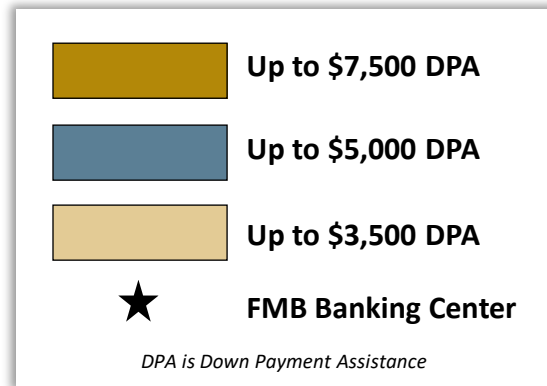 Up to $7,500 DPA
Up to $5,000 DPA
Up to $3,500 DPA
FMB Banking Center
DPA is Down Payment Assistance